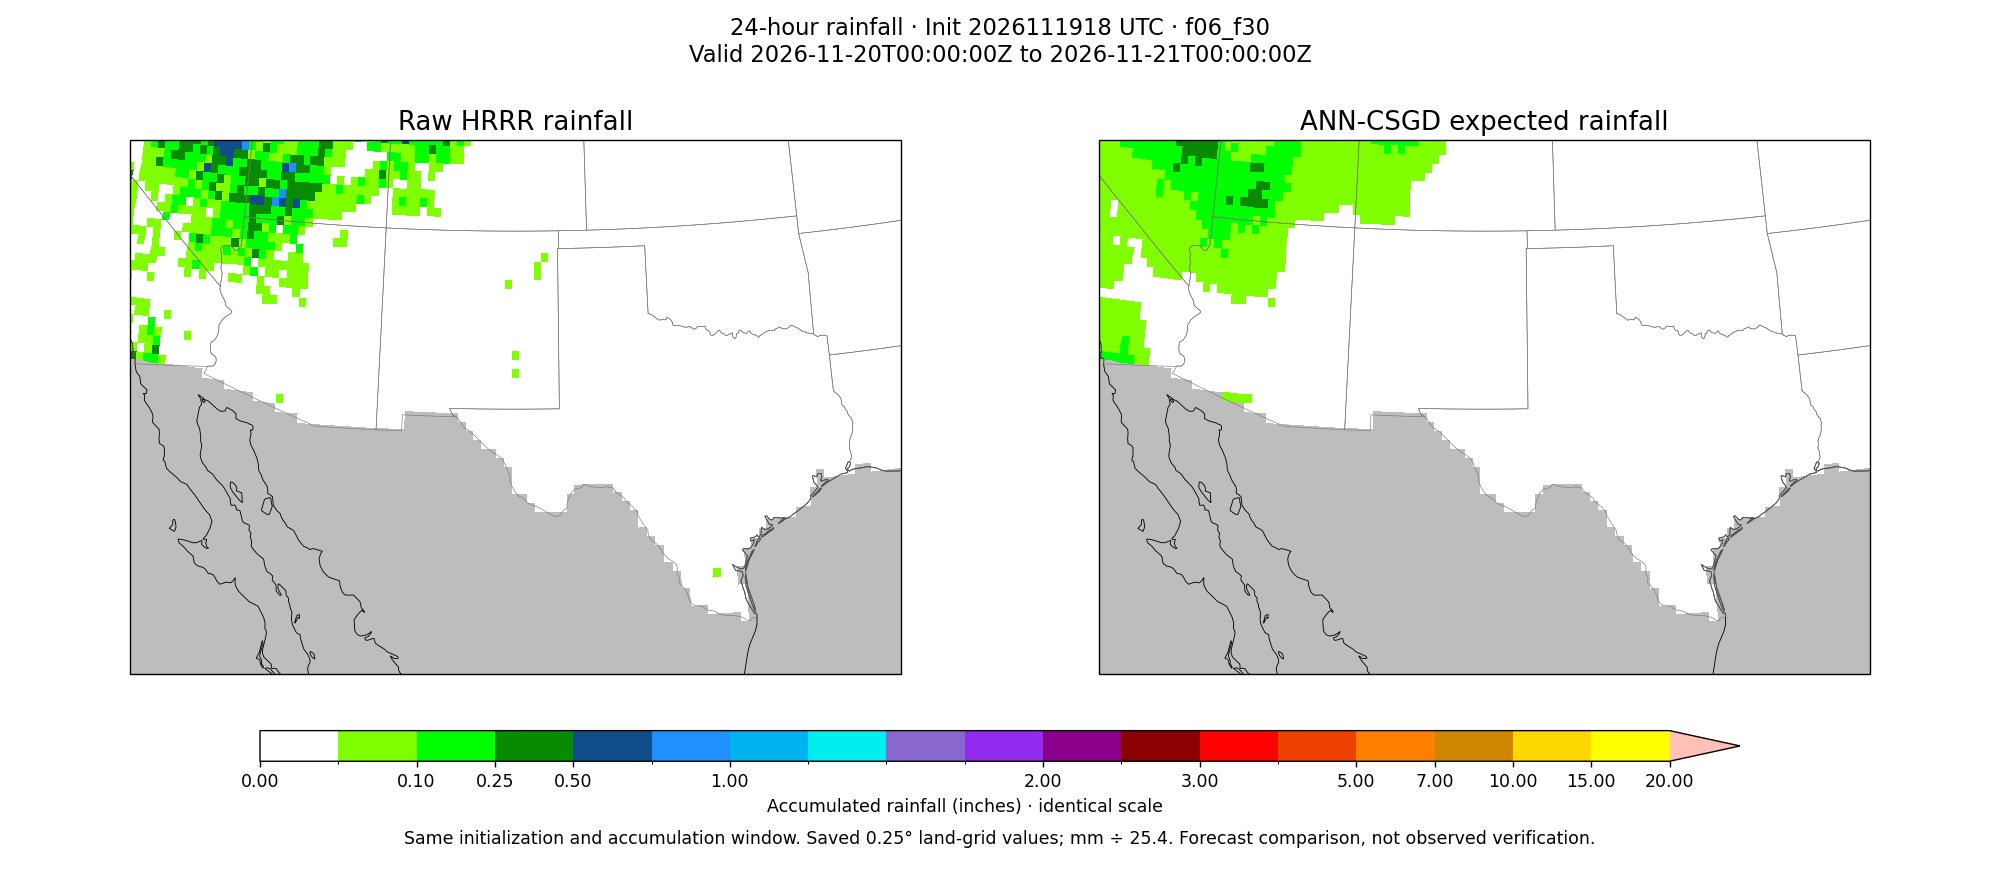 24-hour rainfall · Init 2026111918 UTC · f06_f30
Valid 2026-11-20T00:00:00Z to 2026-11-21T00:00:00Z
Raw HRRR rainfall
ANN-CSGD expected rainfall
0.00 0.10 0.25 0.50 1.00 2.00 3.00 5.00 7.00 10.00 15.00 20.00
Accumulated rainfall (inches) · identical scale
Same initialization and accumulation window. Saved 0.25° land-grid values; mm ÷ 25.4. Forecast comparison, not observed verification.